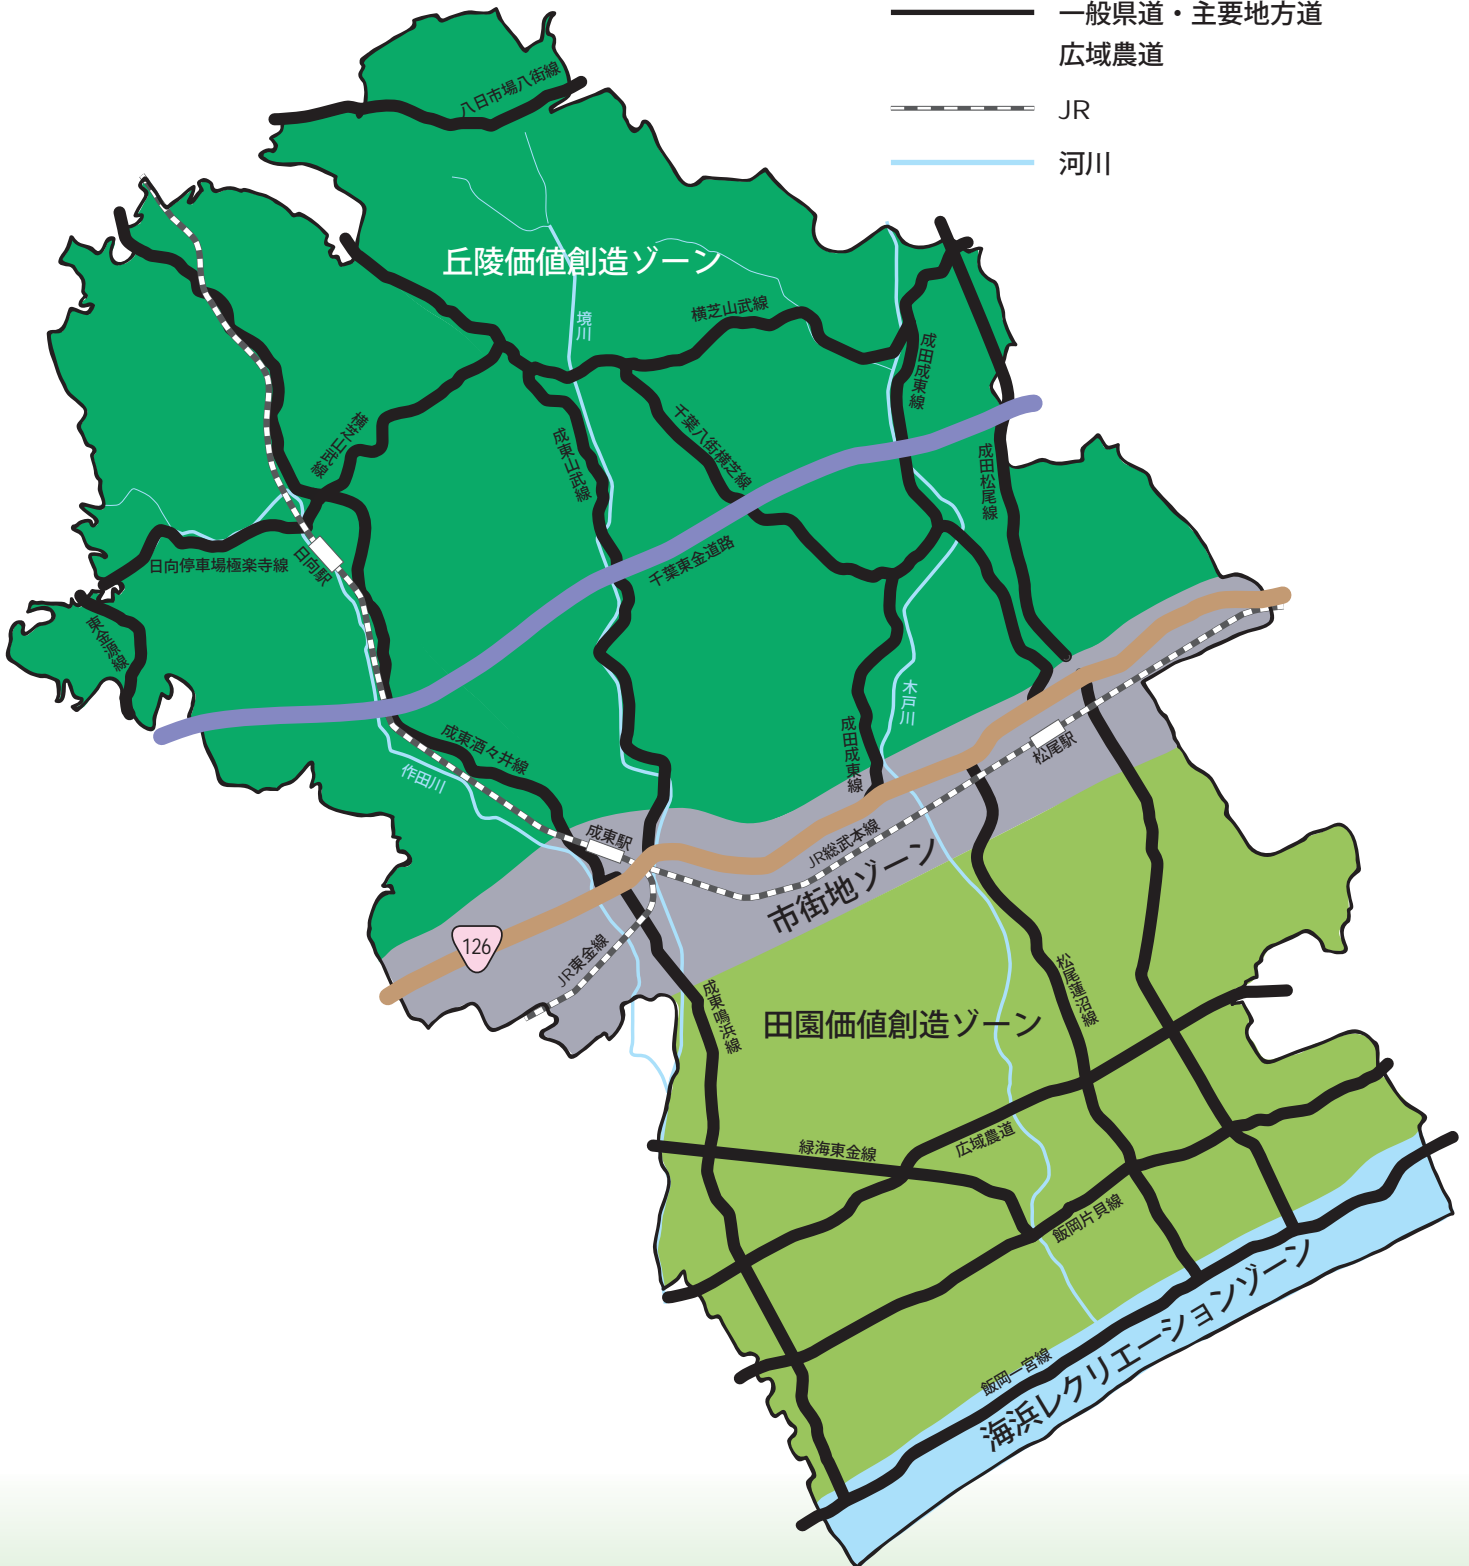 一般県道・主要地方道
広域農道
JR
河川
八日市場八街線
丘陵価値創造ゾーン
境川
横芝山武線
成田成東線
千葉八街横芝線
横芝山武線
成東山武線
成田松尾線
千葉東金道路
日向停車場極楽寺線
日向駅
東金源線
木戸川
成田成東線
成東酒々井線
作田川
松尾駅
成東駅
JR総武本線
市街地ゾーン
126
JR東金線
成東鳴浜線
松尾蓮沼線
田園価値創造ゾーン
緑海東金線
広域農道
飯岡片貝線
飯岡一宮線
海浜レクリエーションゾーン